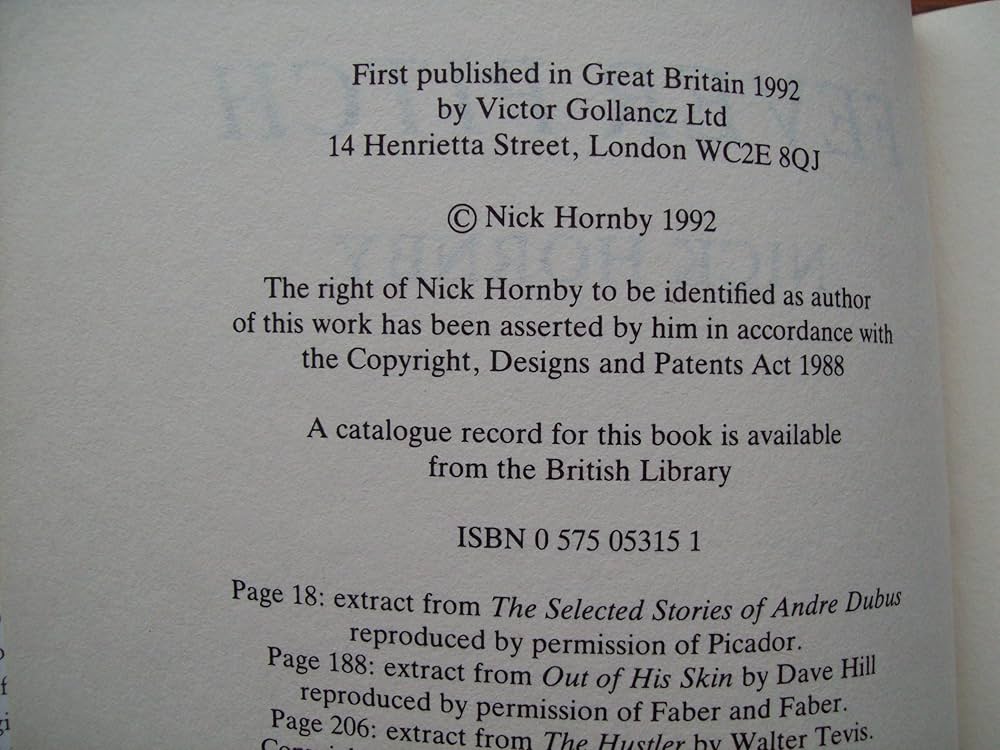 First published in Great Britain 1992
by Victor Gollancz Ltd
14 Henrietta Street, London WC2E 8QJ
© Nick Hornby 1992
The right of Nick Hornby to be identified as author
of this work has been asserted by him in accordance with
the Copyright, Designs and Patents Act 1988
A catalogue record for this book is available
from the British Library
ISBN 0 575 05315 1
Page 18: extract from The Selected Stories of Andre Dubus
reproduced by permission of Picador.
Page 188: extract from Out of His Skin by Dave Hill
reproduced by permission of Faber and Faber.
Page 206: extract from The Hustler by Walter Tevis.